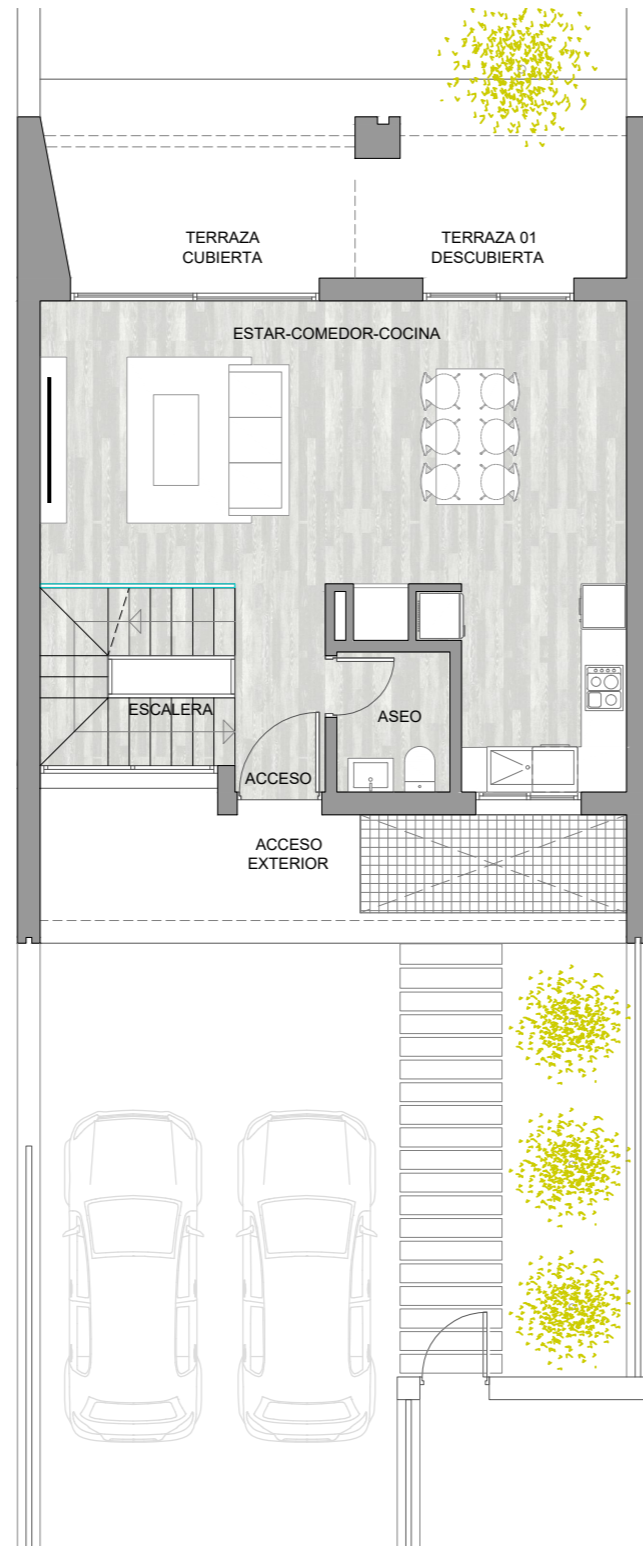 TERRAZA
CUBIERTA
TERRAZA 01
DESCUBIERTA
ESTAR-COMEDOR-COCINA
ESCALERA
ASEO
ACCESO
ACCESO
EXTERIOR